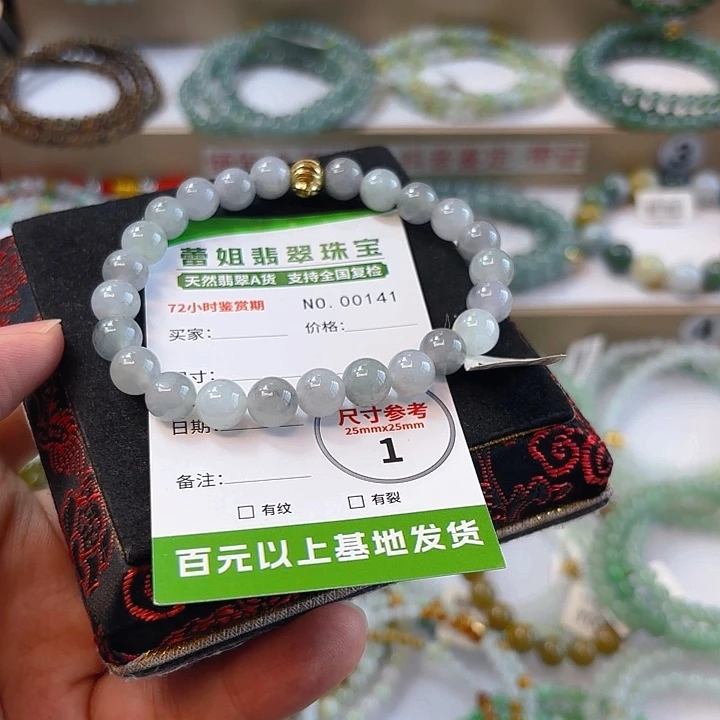 蕾姐翡翠珠宝
天然翡翠A货 支持全国复检
72小时鉴赏期 NO.00141
买家: 价格:
寸:
日期:
尺寸参考
25mmx25mm
1
备注:
有纹 有裂
百元以上基地发货